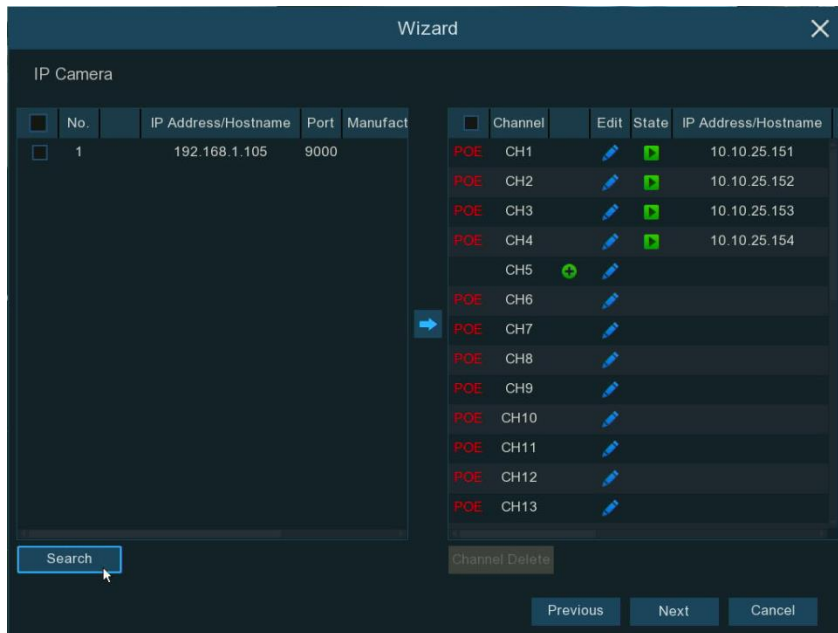 Wizard
IP Camera
No. IP Address/Hostname Port Manufact
1 192.168.1.105 9000
Channel Edit State IP Address/Hostname
POE CH1 10.10.25.151
POE CH2 10.10.25.152
POE CH3 10.10.25.153
POE CH4 10.10.25.154
CH5
POE CH6
POE CH7
POE CH8
POE CH9
POE CH10
POE CH11
POE CH12
POE CH13
Search
Channel Delete
Previous Next Cancel